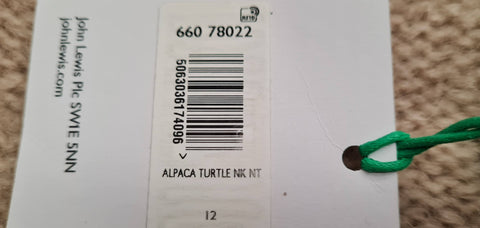 John Lewis Plc SW1E 5NN
johnlewis.com
660 78022
5063036174096 >
ALPACA TURTLE NK NT
12